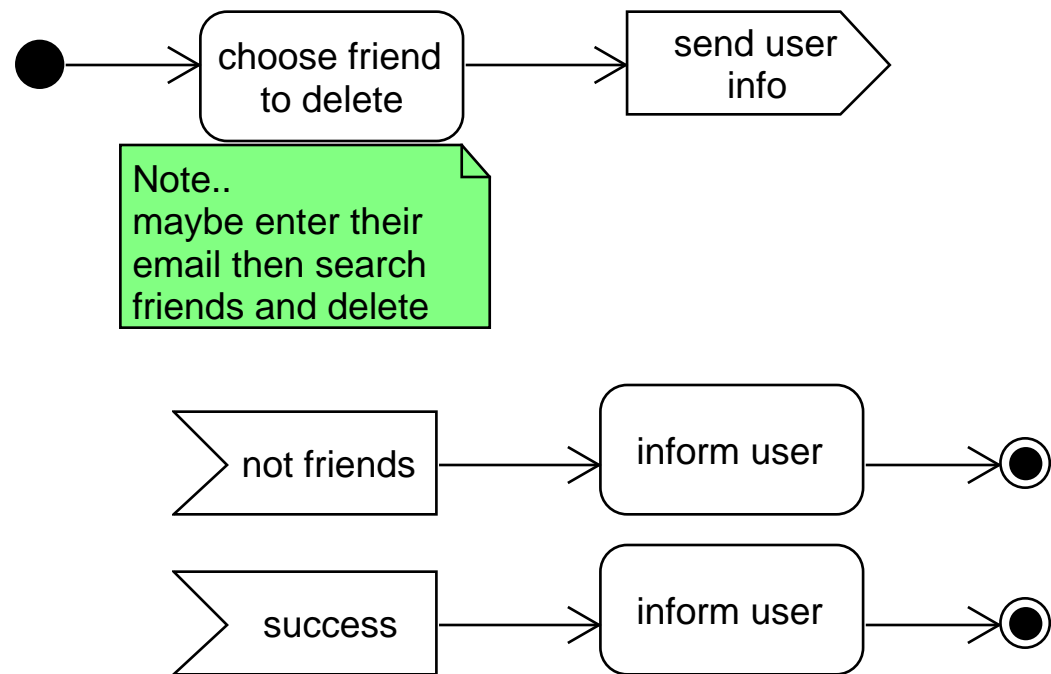 choose friend
to delete
send user
info
Note..
maybe enter their
email then search
friends and delete
not friends
inform user
success
inform user